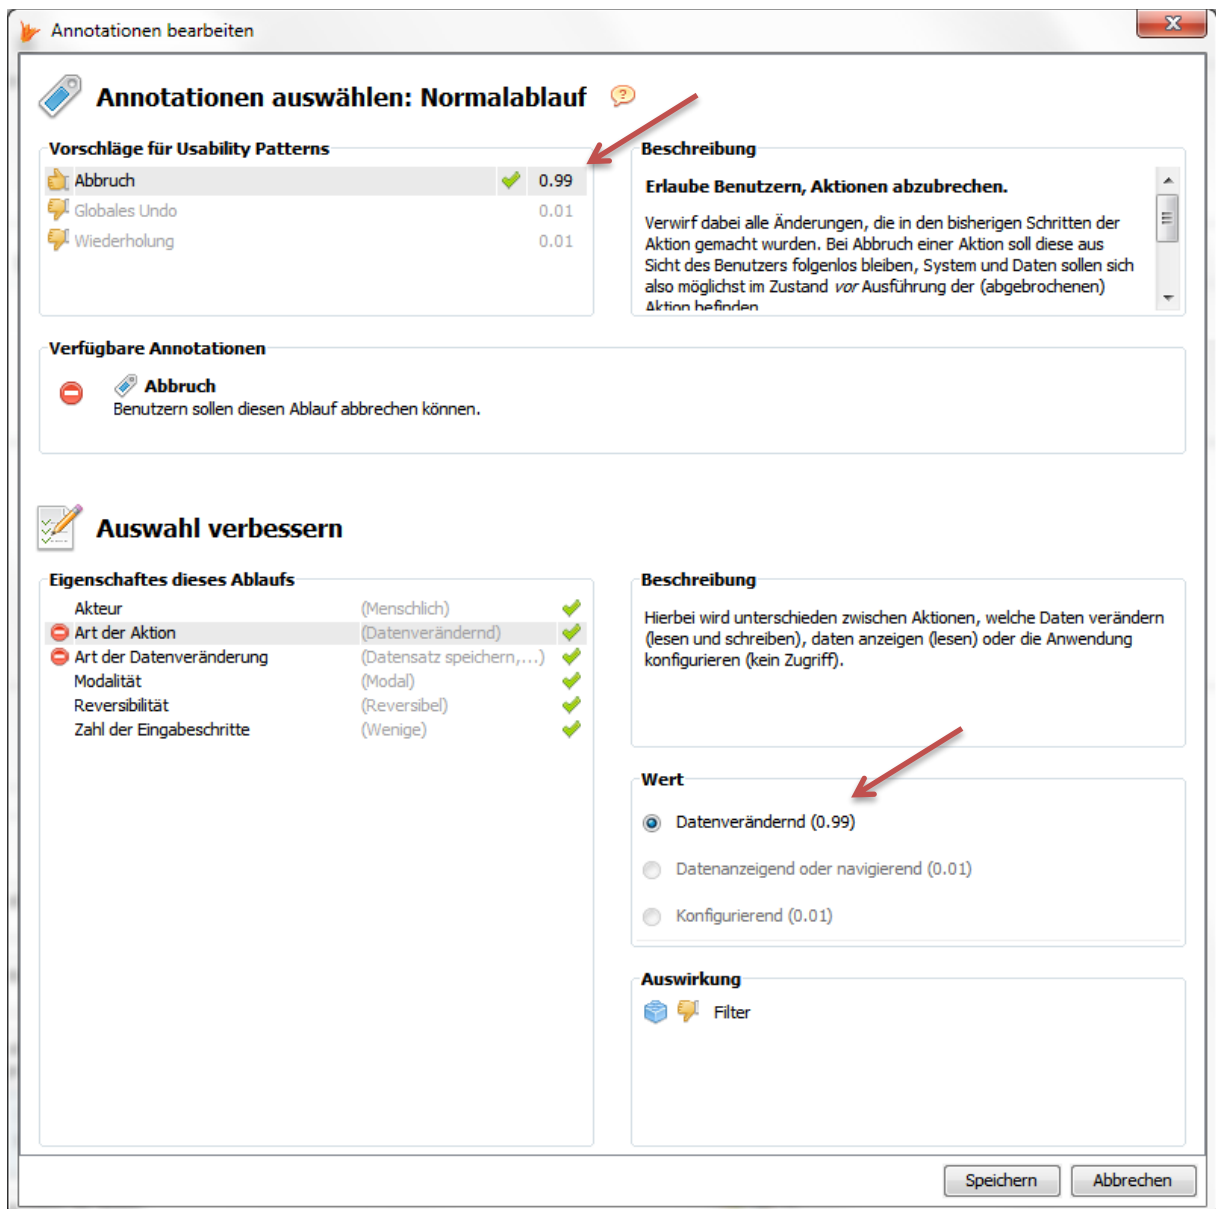 Annotationen bearbeiten
Annotationen auswählen: Normalablauf
Vorschläge für Usability Patterns
Abbruch 0.99
Globales Undo 0.01
Wiederholung 0.01
Beschreibung
Erlaube Benutzern, Aktionen abzubrechen.
Verwirf dabei alle Änderungen, die in den bisherigen Schritten der
Aktion gemacht wurden. Bei Abbruch einer Aktion soll diese aus
Sicht des Benutzers folgenlos bleiben, System und Daten sollen sich
also möglichst im Zustand vor Ausführung der (abgebrochenen)
Aktion befinden
Verfügbare Annotationen
Abbruch
Benutzern sollen diesen Ablauf abbrechen können.
Auswahl verbessern
Eigenschaftes dieses Ablaufs
Akteur (Menschlich)
Art der Aktion (Datenverändernd)
Art der Datenveränderung (Datensatz speichern,...)
Modalität (Modal)
Reversibilität (Reversibel)
Zahl der Eingabeschritte (Wenige)
Beschreibung
Hierbei wird unterschieden zwischen Aktionen, welche Daten verändern
(lesen und schreiben), daten anzeigen (lesen) oder die Anwendung
konfigurieren (kein Zugriff).
Wert
Datenverändernd (0.99)
Datenanzeigend oder navigierend (0.01)
Konfigurierend (0.01)
Auswirkung
Filter
Speichern
Abbrechen